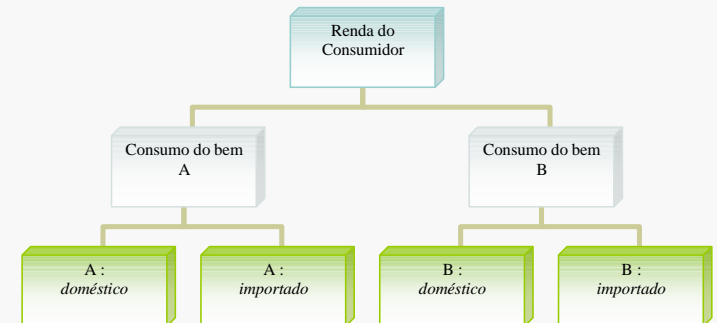 Renda do
Consumidor
Consumo do bem
A
Consumo do bem
B
A :
doméstico
A :
importado
B :
doméstico
B :
importado